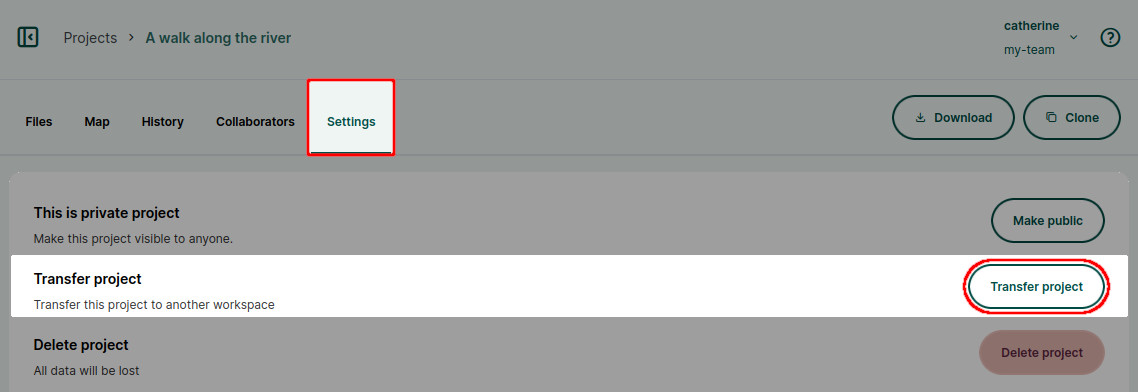 Projects > A walk along the river
catherine
my-team
Files Map History Collaborators Settings
Download Clone
This is private project
Make this project visible to anyone.
Make public
Transfer project
Transfer this project to another workspace
Transfer project
Delete project
All data will be lost
Delete project